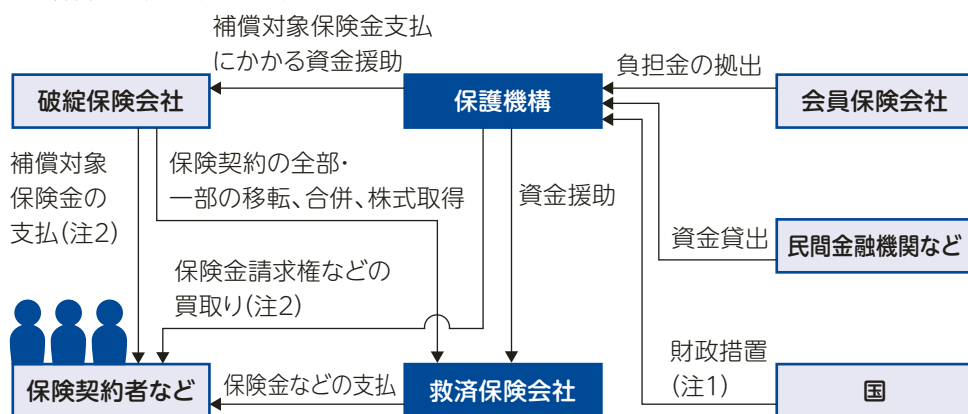 補償対象保険金支払
にかかる資金援助
負担金の拠出
破綻保険会社
保護機構
会員保険会社
補償対象
保険金の
支払(注2)
保険契約の全部・
一部の移転、合併、株式取得
資金援助
資金貸出
民間金融機関など
保険金請求権などの
買取り(注2)
財政措置
(注1)
保険契約者など
保険金などの支払
救済保険会社
国